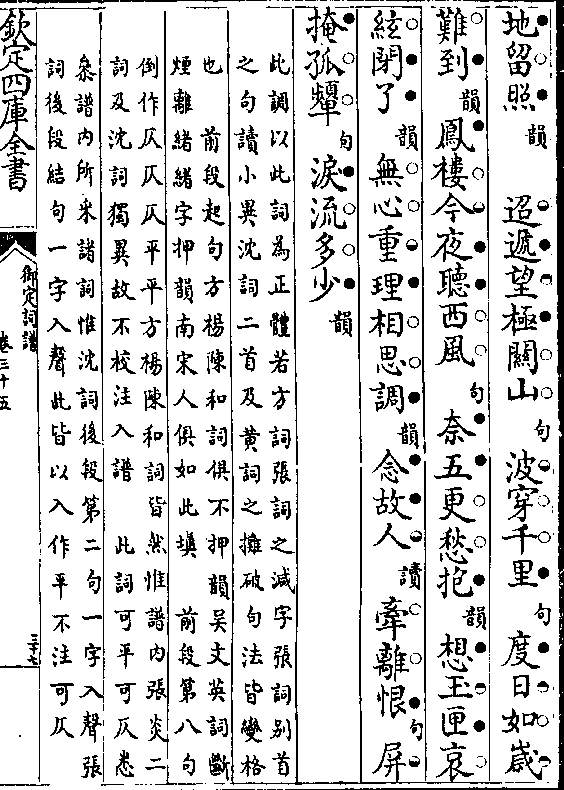 地留照韻 迢遞望極關山句波穿千里句度日如歲
難到韻鳳樓今夜聽西風句奈五更愁抱韻想玉匣哀
絃閉了韻無心重理相思調韻念故人讀牽離恨句屏
掩孤顰句淚流多少韻
此調以此詞為正體若方詞張詞之減字張詞别首
之句讀小異沈詞二首及黄詞之攤破句法皆變格
也 前段起句方楊陳和詞俱不押韻吳文英詞斷
煙離緒緒字押韻南宋人俱如此填 前段第八句
倒作仄仄仄平平方楊陳和詞皆然惟譜内張炎二
詞及沈詞獨異故不校注入譜 此詞可平可仄悉
叅譜内所采諸詞惟沈詞後段第二句一字入聲張
詞後段結句一字入聲此皆以入作平不注可仄
欽定四庫全書
御定詞譜
卷三十五